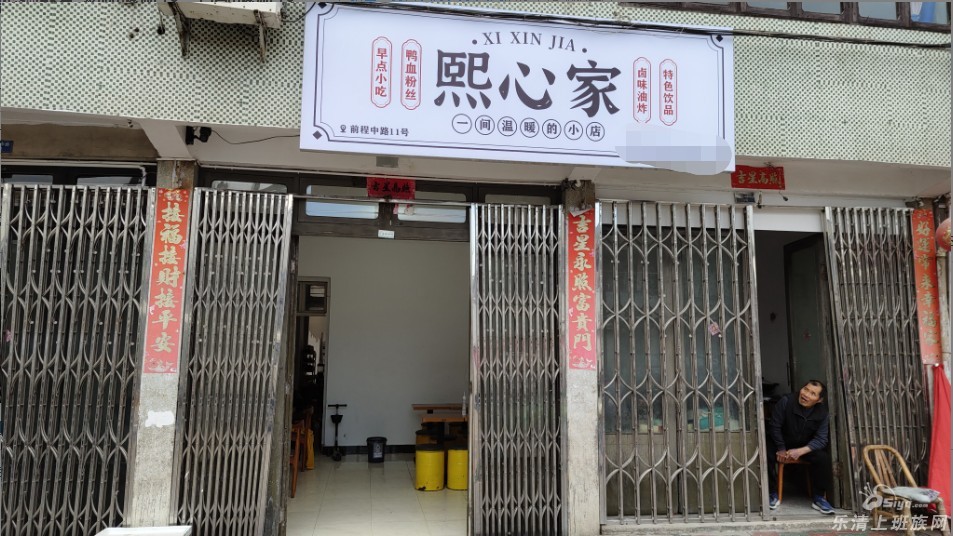 XI XIN JIA
早点小吃
鸭血粉丝
熙心家
卤味油炸
特色饮品
一间温暖的小店
前程中路11号
吉星高照
吉星高照
接福接财接平安
吉星永照富贵門
乐清上班族网